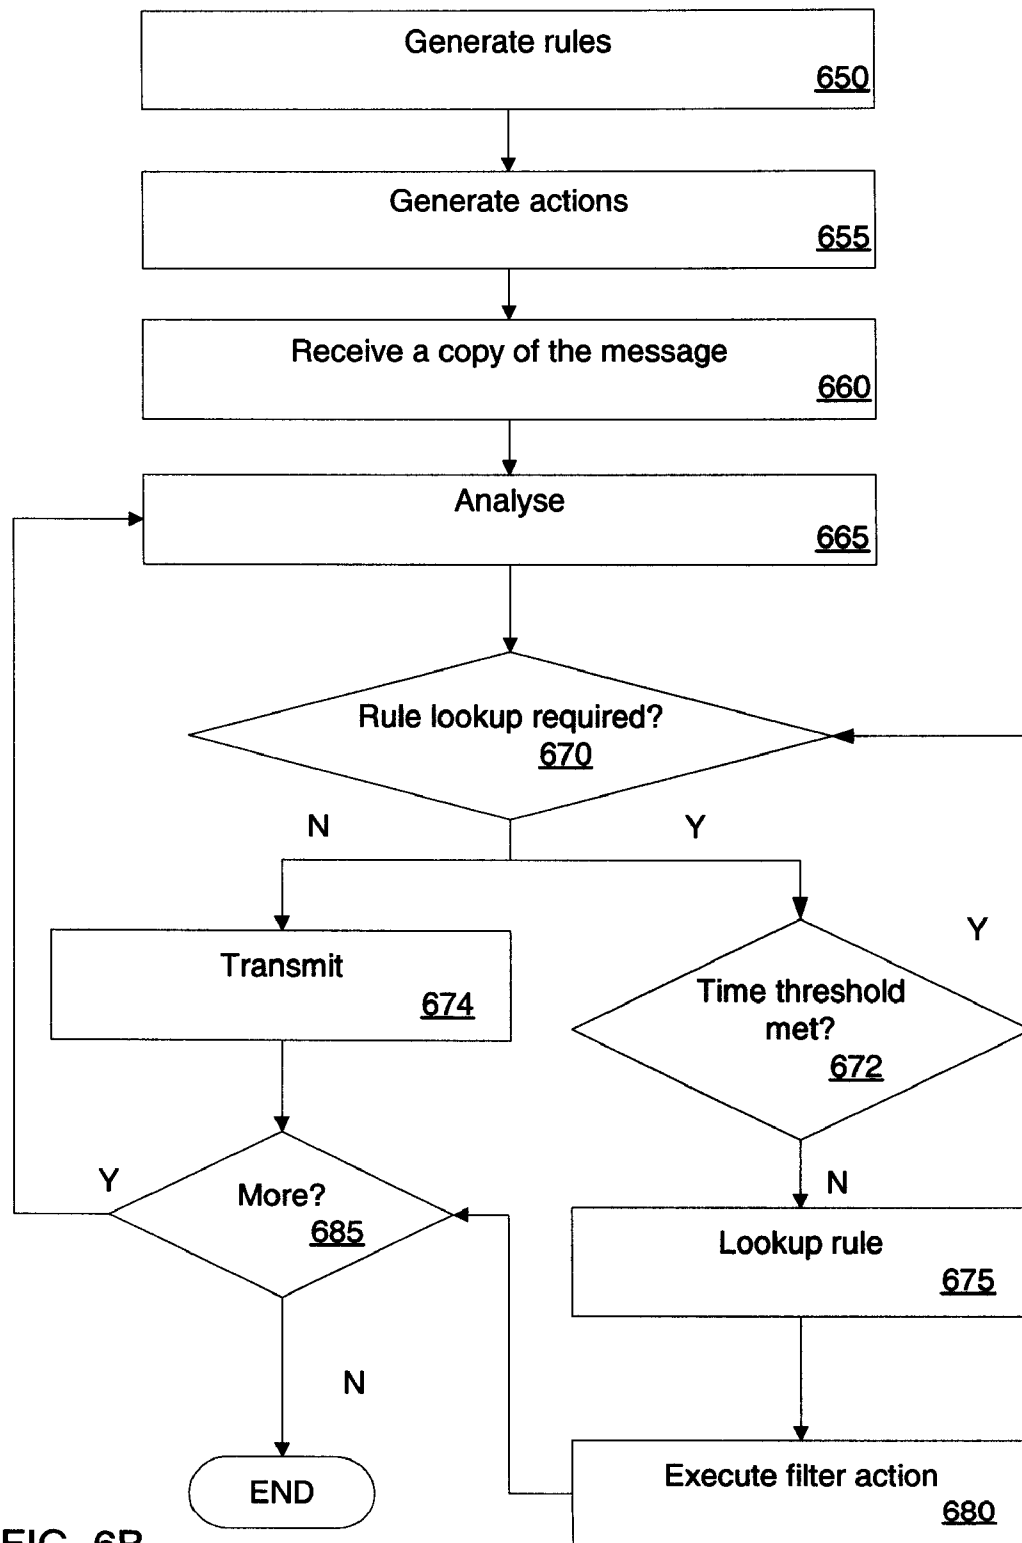 Generate rules
650
Generate actions
655
Receive a copy of the message
660
Analyse
665
Rule lookup required?
670
N
Y
Transmit
674
Y
Time threshold
met?
672
Y
More?
685
N
Lookup rule
675
N
END
Execute filter action
680